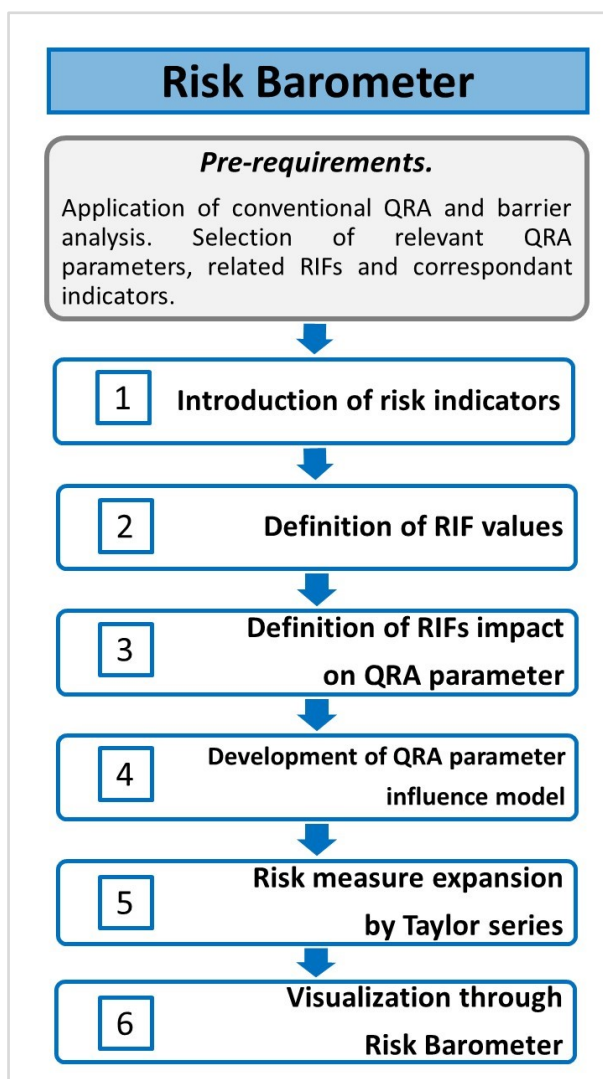 Risk Barometer
Pre-requirements.
Application of conventional QRA and barrier
analysis. Selection of relevant QRA
parameters, related RIFs and correspondant
indicators.
1
Introduction of risk indicators
2
Definition of RIF values
3
Definition of RIFs impact
on QRA parameter
4
Development of QRA parameter
influence model
5
Risk measure expansion
by Taylor series
6
Visualization through
Risk Barometer